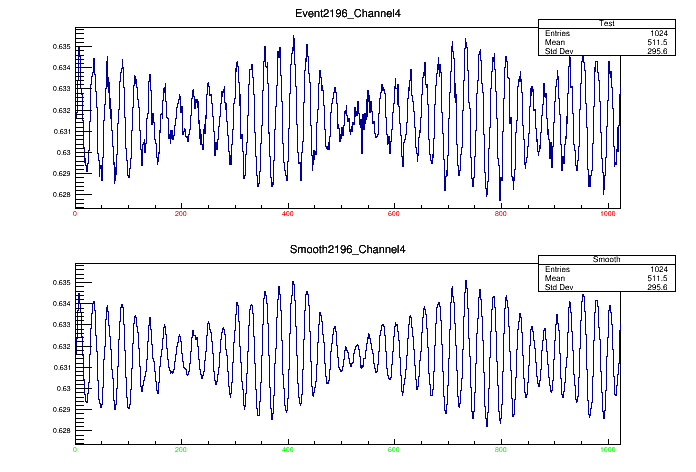 Event2196_Channel4
Test
Entries 1024
Mean 511.5
Std Dev 295.6
0.635
0.634
0.633
0.632
0.631
0.63
0.629
0.628
0 200 400 600 800 1000
Smooth2196_Channel4
Smooth
Entries 1024
Mean 511.5
Std Dev 295.6
0.635
0.634
0.633
0.632
0.631
0.63
0.629
0.628
0 200 400 600 800 1000